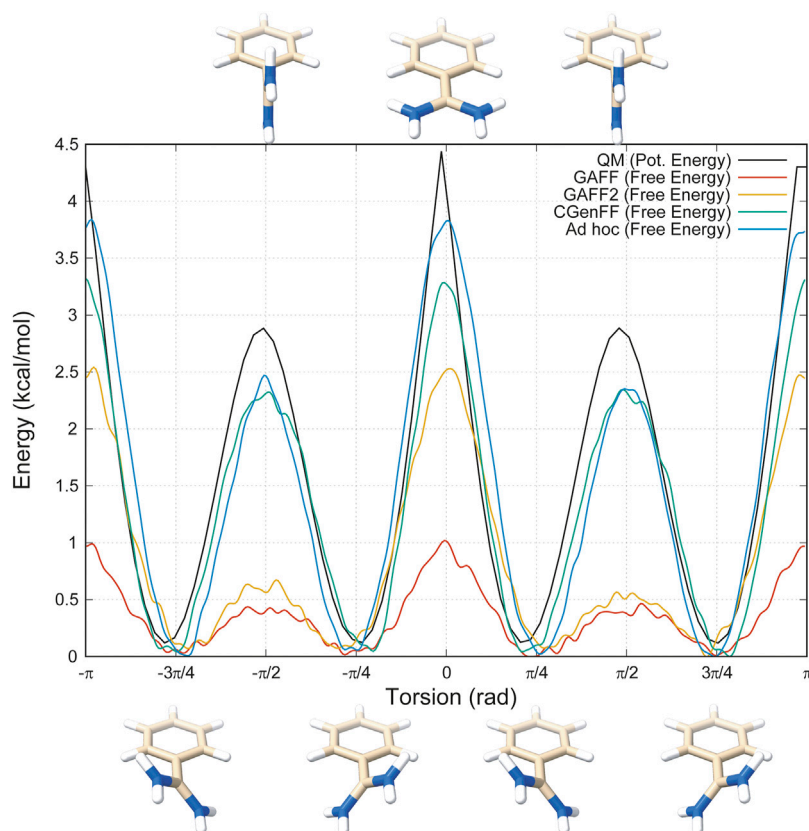 4.5
4
3.5
3
2.5
2
1.5
1
0.5
0
Energy (kcal/mol)
QM (Pot. Energy)
GAFF (Free Energy)
GAFF2 (Free Energy)
CGenFF (Free Energy)
Ad hoc (Free Energy)
-π -3π/4 -π/2 -π/4 0 π/4 π/2 3π/4 π
Torsion (rad)